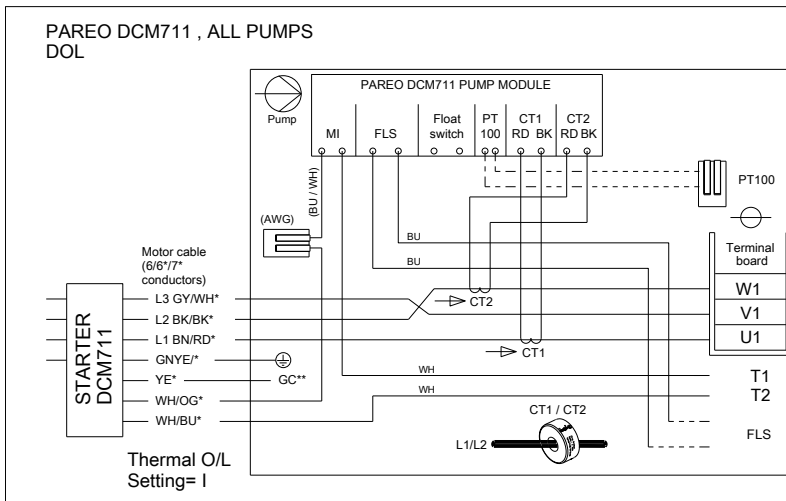 PAREO DCM711 , ALL PUMPS
DOL
PAREO DCM711 PUMP MODULE
Pump
MI
FLS
Float
switch
PT
100
CT1
RD BK
CT2
RD BK
(BU / WH)
(AWG)
PT100
BU
BU
Terminal
board
W1
V1
U1
Motor cable
(6/6*/7*
conductors)
L3 GY/WH*
L2 BK/BK*
L1 BN/RD*
GNYE/*
YE*
GC**
WH/OG*
WH/BU*
STARTER
DCM711
CT2
CT1
WH
WH
T1
T2
FLS
CT1 / CT2
L1/L2
Thermal O/L
Setting= I